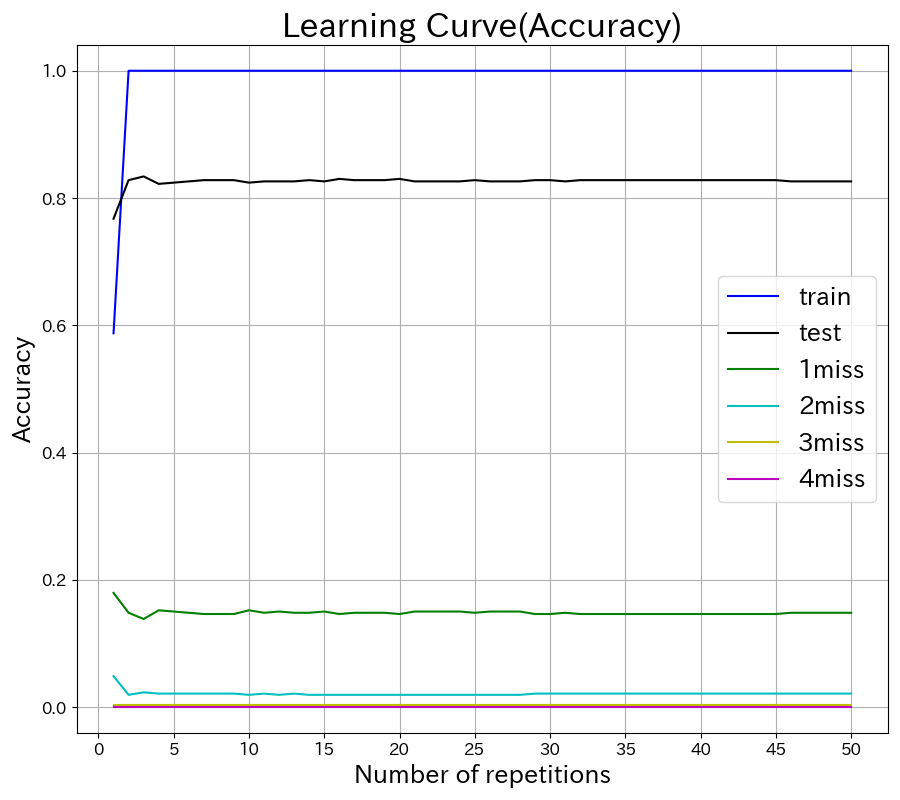 Learning Curve(Accuracy)
1.0
0.8
0.6
0.4
0.2
0.0
Accuracy
train
test
1miss
2miss
3miss
4miss
0 5 10 15 20 25 30 35 40 45 50
Number of repetitions